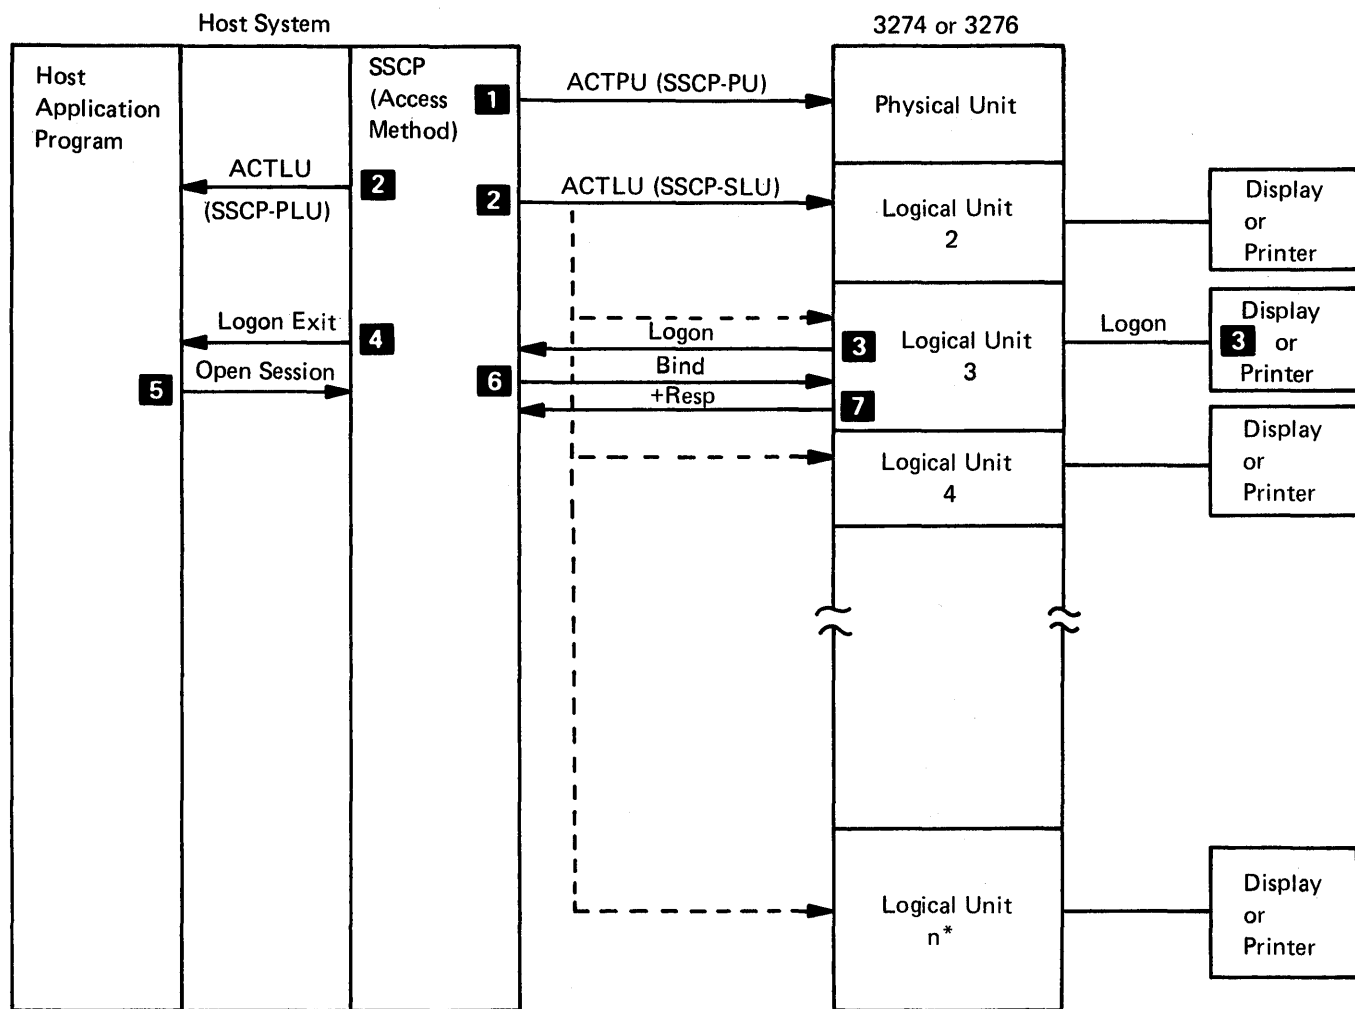 Host System
3274 or 3276
Host
Application
Program
SSCP
(Access
Method)
1
ACTPU (SSCP-PU)
Physical Unit
ACTLU
(SSCP-PLU)
2
2
ACTLU (SSCP-SLU)
Logical Unit
2
Display
or
Printer
Logon Exit
4
Open Session
5
Logon
3
6
Bind
+Resp
7
Logical Unit
3
Logon
3
Display
or
Printer
Logical Unit
4
Display
or
Printer
Logical Unit
n*
Display
or
Printer